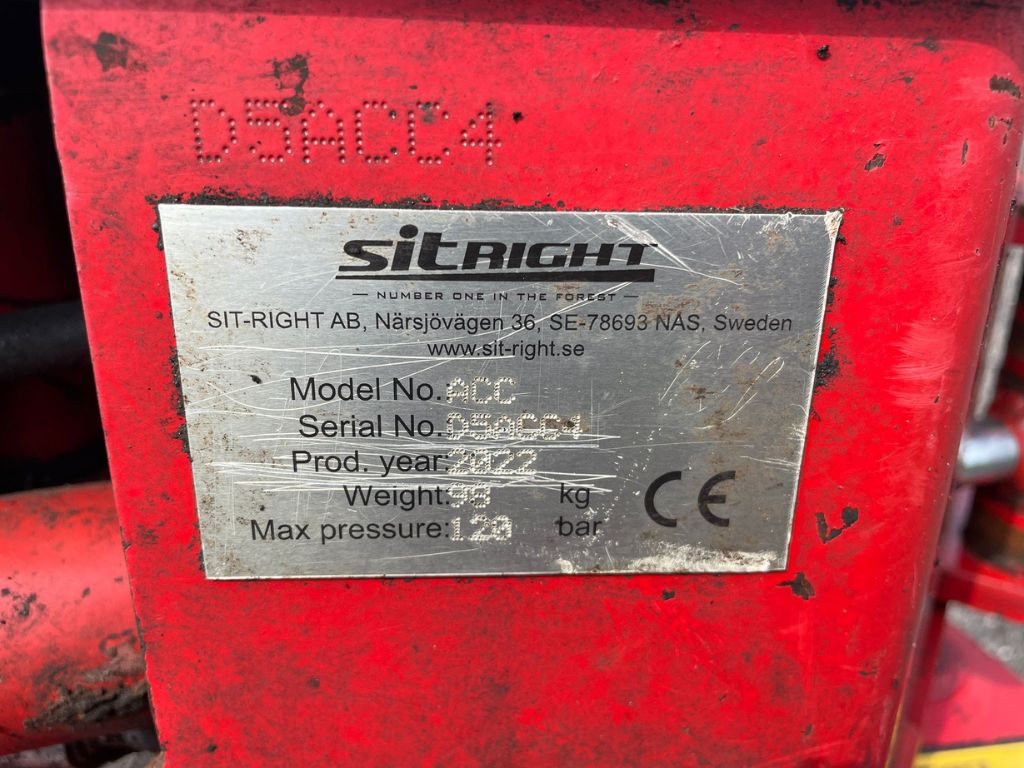 D5ACC4
SitRIGHT
— NUMBER ONE IN THE FOREST —
SIT-RIGHT AB, Närsjövägen 36, SE-78693 NÅS, Sweden
www.sit-right.se
Model No.: ACC
Serial No. D5ACC4
Prod. year: 2022
Weight: 98 kg
Max pressure: 120 bar
CE